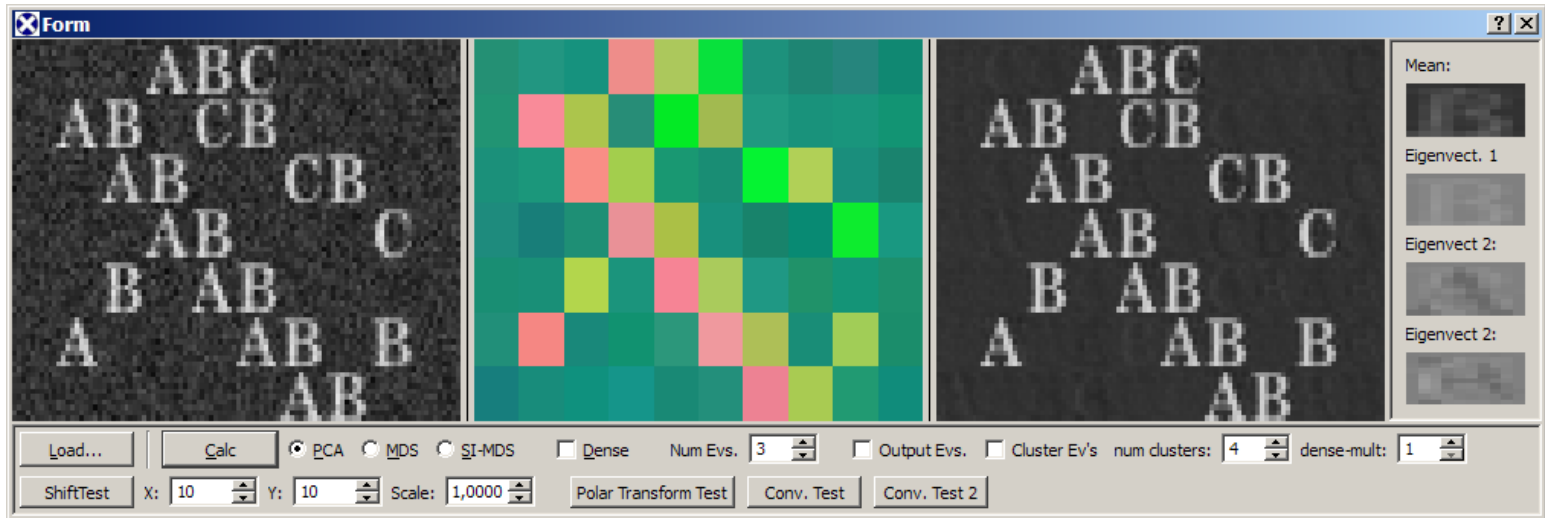 Form
ABC
AB CB
AB CB
AB C
B AB
A AB B
AB
ABC
AB CB
AB CB
AB C
B AB
A AB B
AB
Mean:
Eigenvect. 1
Eigenvect 2:
Eigenvect 2:
Load... Calc PCA MDS SI-MDS Dense Num Evs. 3 Output Evs. Cluster Ev's num clusters: 4 dense-mult: 1
ShiftTest X: 10 Y: 10 Scale: 1,0000 Polar Transform Test Conv. Test Conv. Test 2